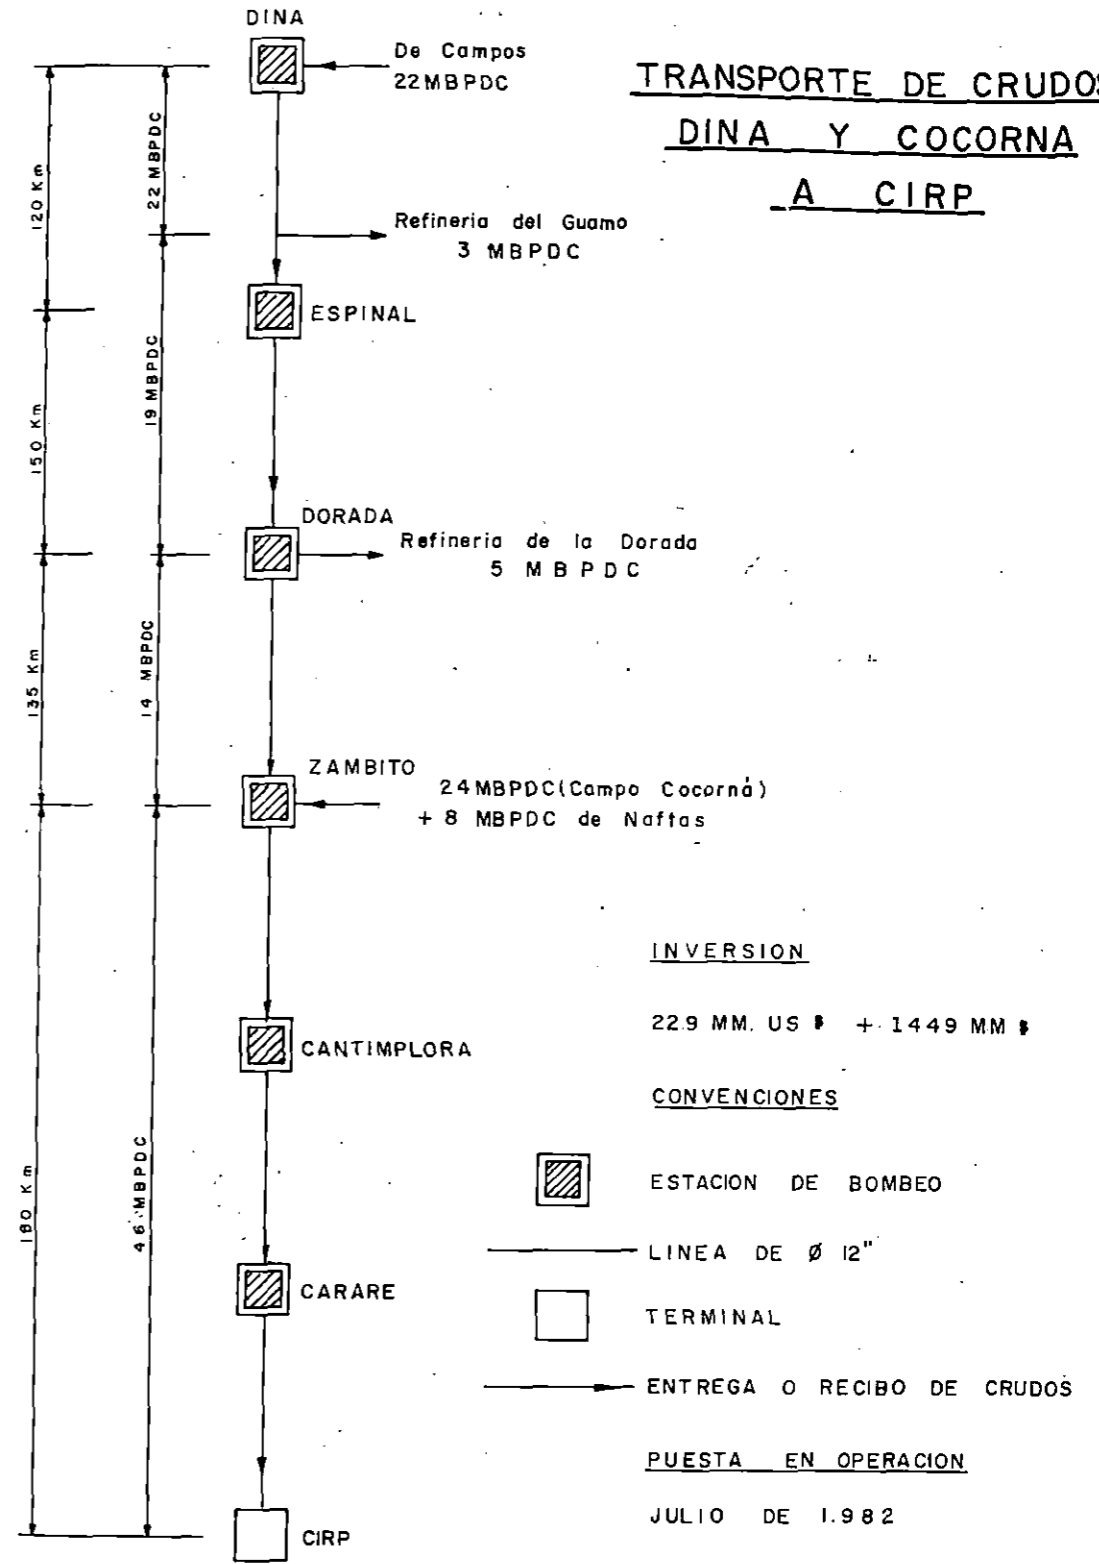 DINA
De Campos
22 MBPDC
TRANSPORTE DE CRUDOS
DINA Y COCORNA
A CIRP
120 Km
22 MBPDC
Refineria del Guamo
3 MBPDC
ESPINAL
150 Km
19 MBPDC
DORADA
Refineria de la Dorada
5 MBPDC
135 Km
14 MBPDC
ZAMBITO
24 MBPDC (Campo Cocorná)
+ 8 MBPDC de Naftas
INVERSION
22.9 MM. US $ + 1449 MM $
CANTIMPLORA
CONVENCIONES
180 Km
46 MBPDC
ESTACION DE BOMBEO
LINEA DE Ø 12"
CARARE
TERMINAL
ENTREGA O RECIBO DE CRUDOS
PUESTA EN OPERACION
JULIO DE 1.982
CIRP